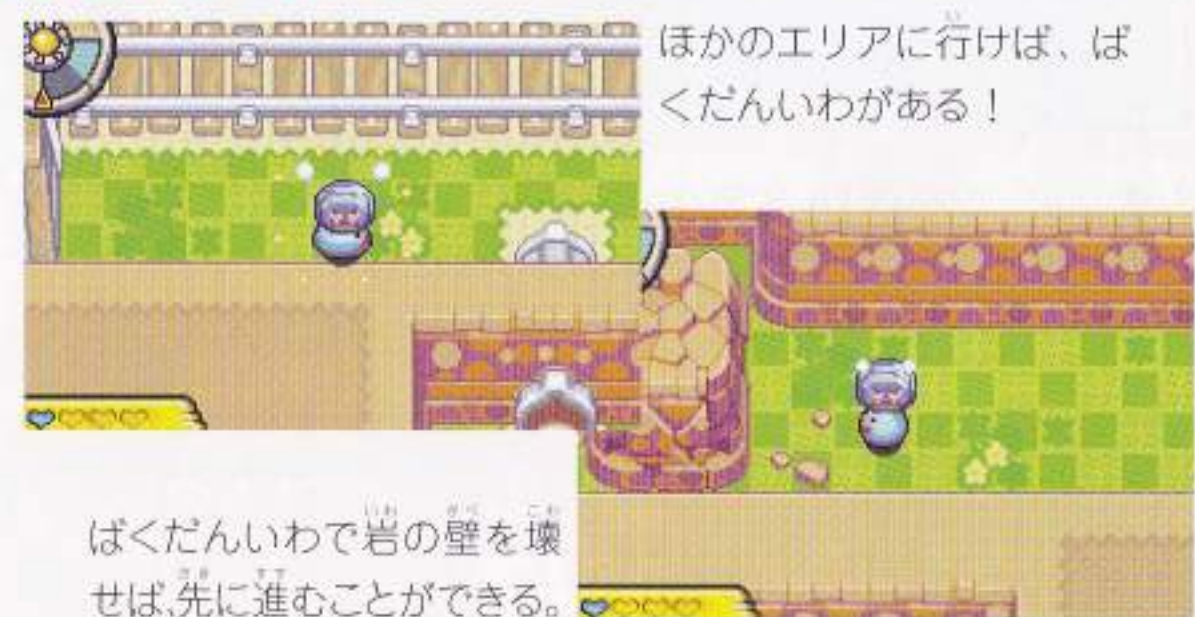 ほかのエリアに行けば、ば
くだんいわがある！
ばくだんいわで岩の壁を壊
せば、先に進むことができる。